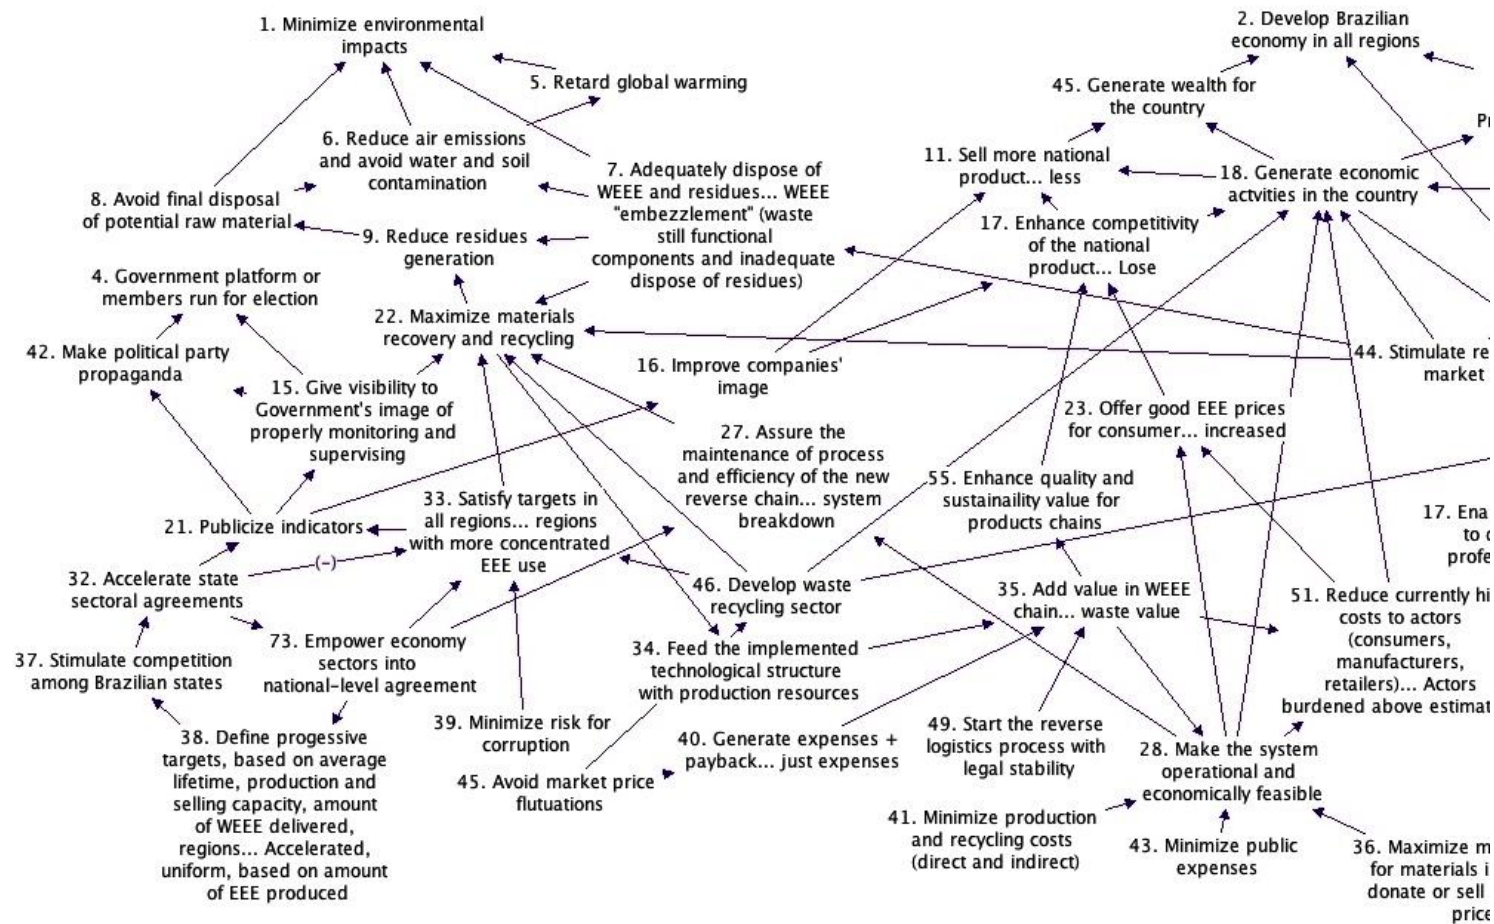 1. Minimize environmental
impacts
2. Develop Brazilian
economy in all regions
5. Retard global warming
45. Generate wealth for
the country
6. Reduce air emissions
and avoid water and soil
contamination
11. Sell more national
product... less
7. Adequately dispose of
WEEE and residues... WEEE
"embezzlement" (waste
still functional
components and inadequate
dispose of residues)
18. Generate economic
actvities in the country
8. Avoid final disposal
of potential raw material
9. Reduce residues
generation
17. Enhance competitivity
of the national
product... Lose
4. Government platform or
members run for election
22. Maximize materials
recovery and recycling
42. Make political party
propaganda
16. Improve companies'
image
44. Stimulate re
market
15. Give visibility to
Government's image of
properly monitoring and
supervising
23. Offer good EEE prices
for consumer... increased
27. Assure the
maintenance of process
and efficiency of the new
reverse chain... system
breakdown
55. Enhance quality and
sustainaility value for
products chains
33. Satisfy targets in
all regions... regions
with more concentrated
EEE use
21. Publicize indicators
17. Ena
to
profe
(-)
32. Accelerate state
sectoral agreements
46. Develop waste
recycling sector
35. Add value in WEEE
chain... waste value
51. Reduce currently hi
costs to actors
(consumers,
manufacturers,
retailers)... Actors
burdened above estimat
73. Empower economy
sectors into
national-level agreement
34. Feed the implemented
technological structure
with production resources
37. Stimulate competition
among Brazilian states
39. Minimize risk for
corruption
49. Start the reverse
logistics process with
legal stability
40. Generate expenses +
payback... just expenses
38. Define progessive
targets, based on average
lifetime, production and
selling capacity, amount
of WEEE delivered,
regions... Accelerated,
uniform, based on amount
of EEE produced
28. Make the system
operational and
economically feasible
45. Avoid market price
flutuations
41. Minimize production
and recycling costs
(direct and indirect)
43. Minimize public
expenses
36. Maximize m
for materials i
donate or sell
price